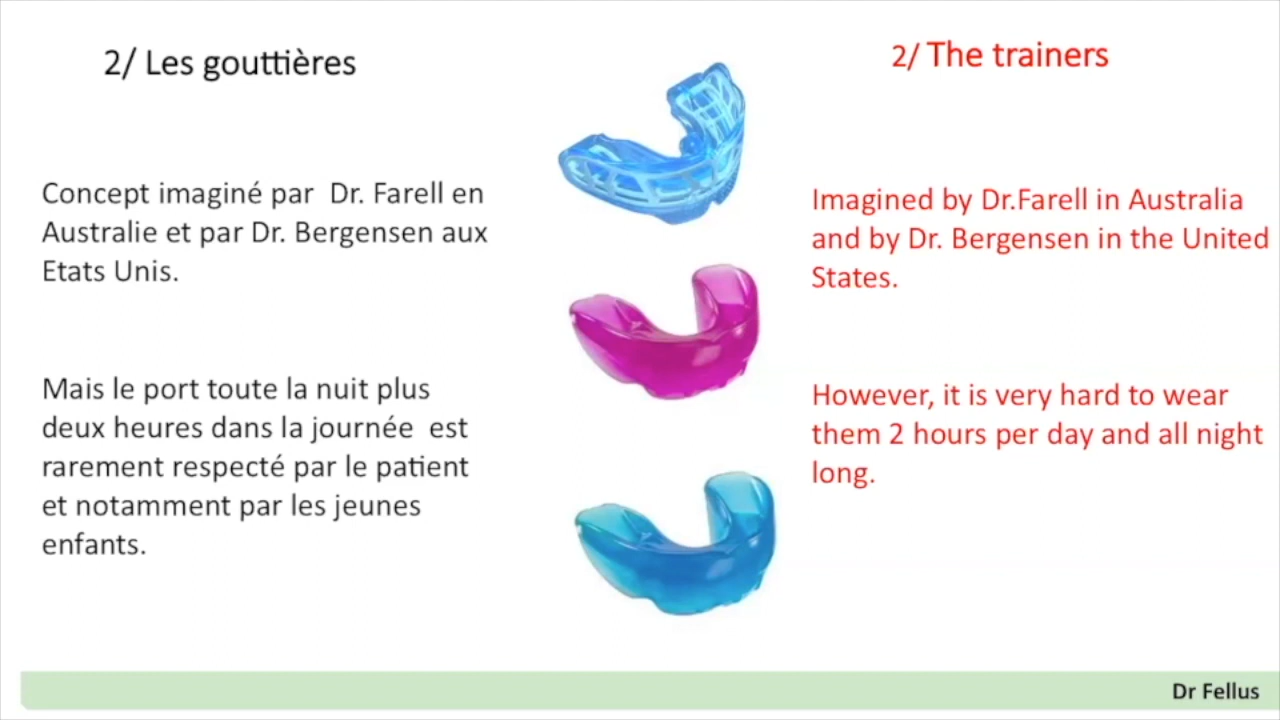 2/ Les gouttières
Concept imaginé par  Dr. Farell en
Australie et par Dr. Bergensen aux
Etats Unis.
Mais le port toute la nuit plus
deux heures dans la journée  est
rarement respecté par le patient
et notamment par les jeunes
enfants.
2/ The trainers
Imagined by Dr.Farell in Australia
and by Dr. Bergensen in the United
States.
However, it is very hard to wear
them 2 hours per day and all night
long.
Dr Fellus